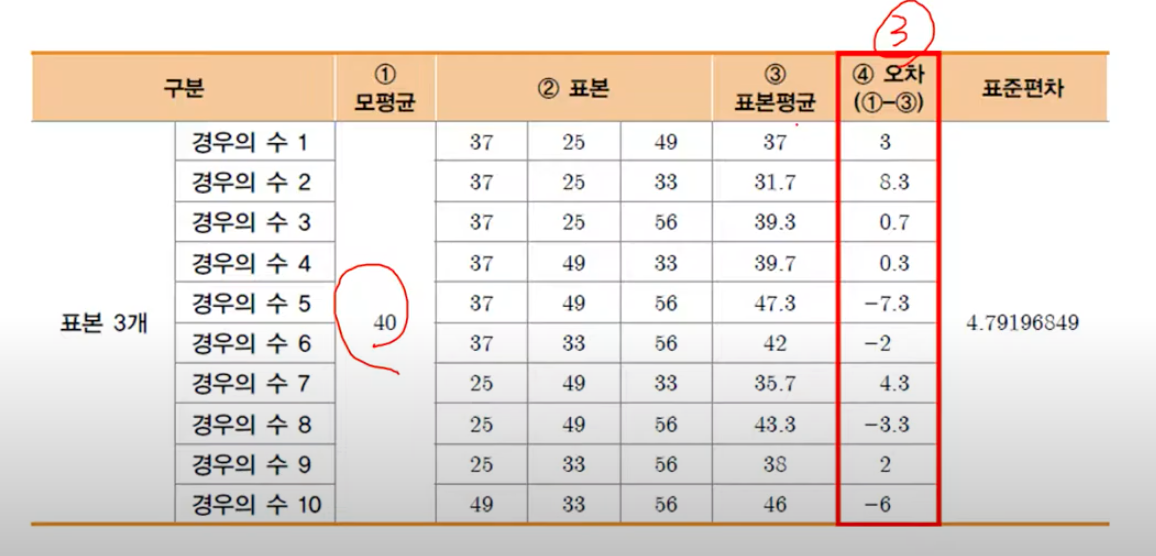 3
구분 ① 모평균 ② 표본 ③ 표본평균 ④ 오차 (①-③) 표준편차
경우의 수 1 37 25 49 37 3
경우의 수 2 37 25 33 31.7 8.3
경우의 수 3 37 25 56 39.3 0.7
경우의 수 4 37 49 33 39.7 0.3
표본 3개 경우의 수 5 40 37 49 56 47.3 -7.3 4.79196849
경우의 수 6 37 33 56 42 -2
경우의 수 7 25 49 33 35.7 4.3
경우의 수 8 25 49 56 43.3 -3.3
경우의 수 9 25 33 56 38 2
경우의 수 10 49 33 56 46 -6